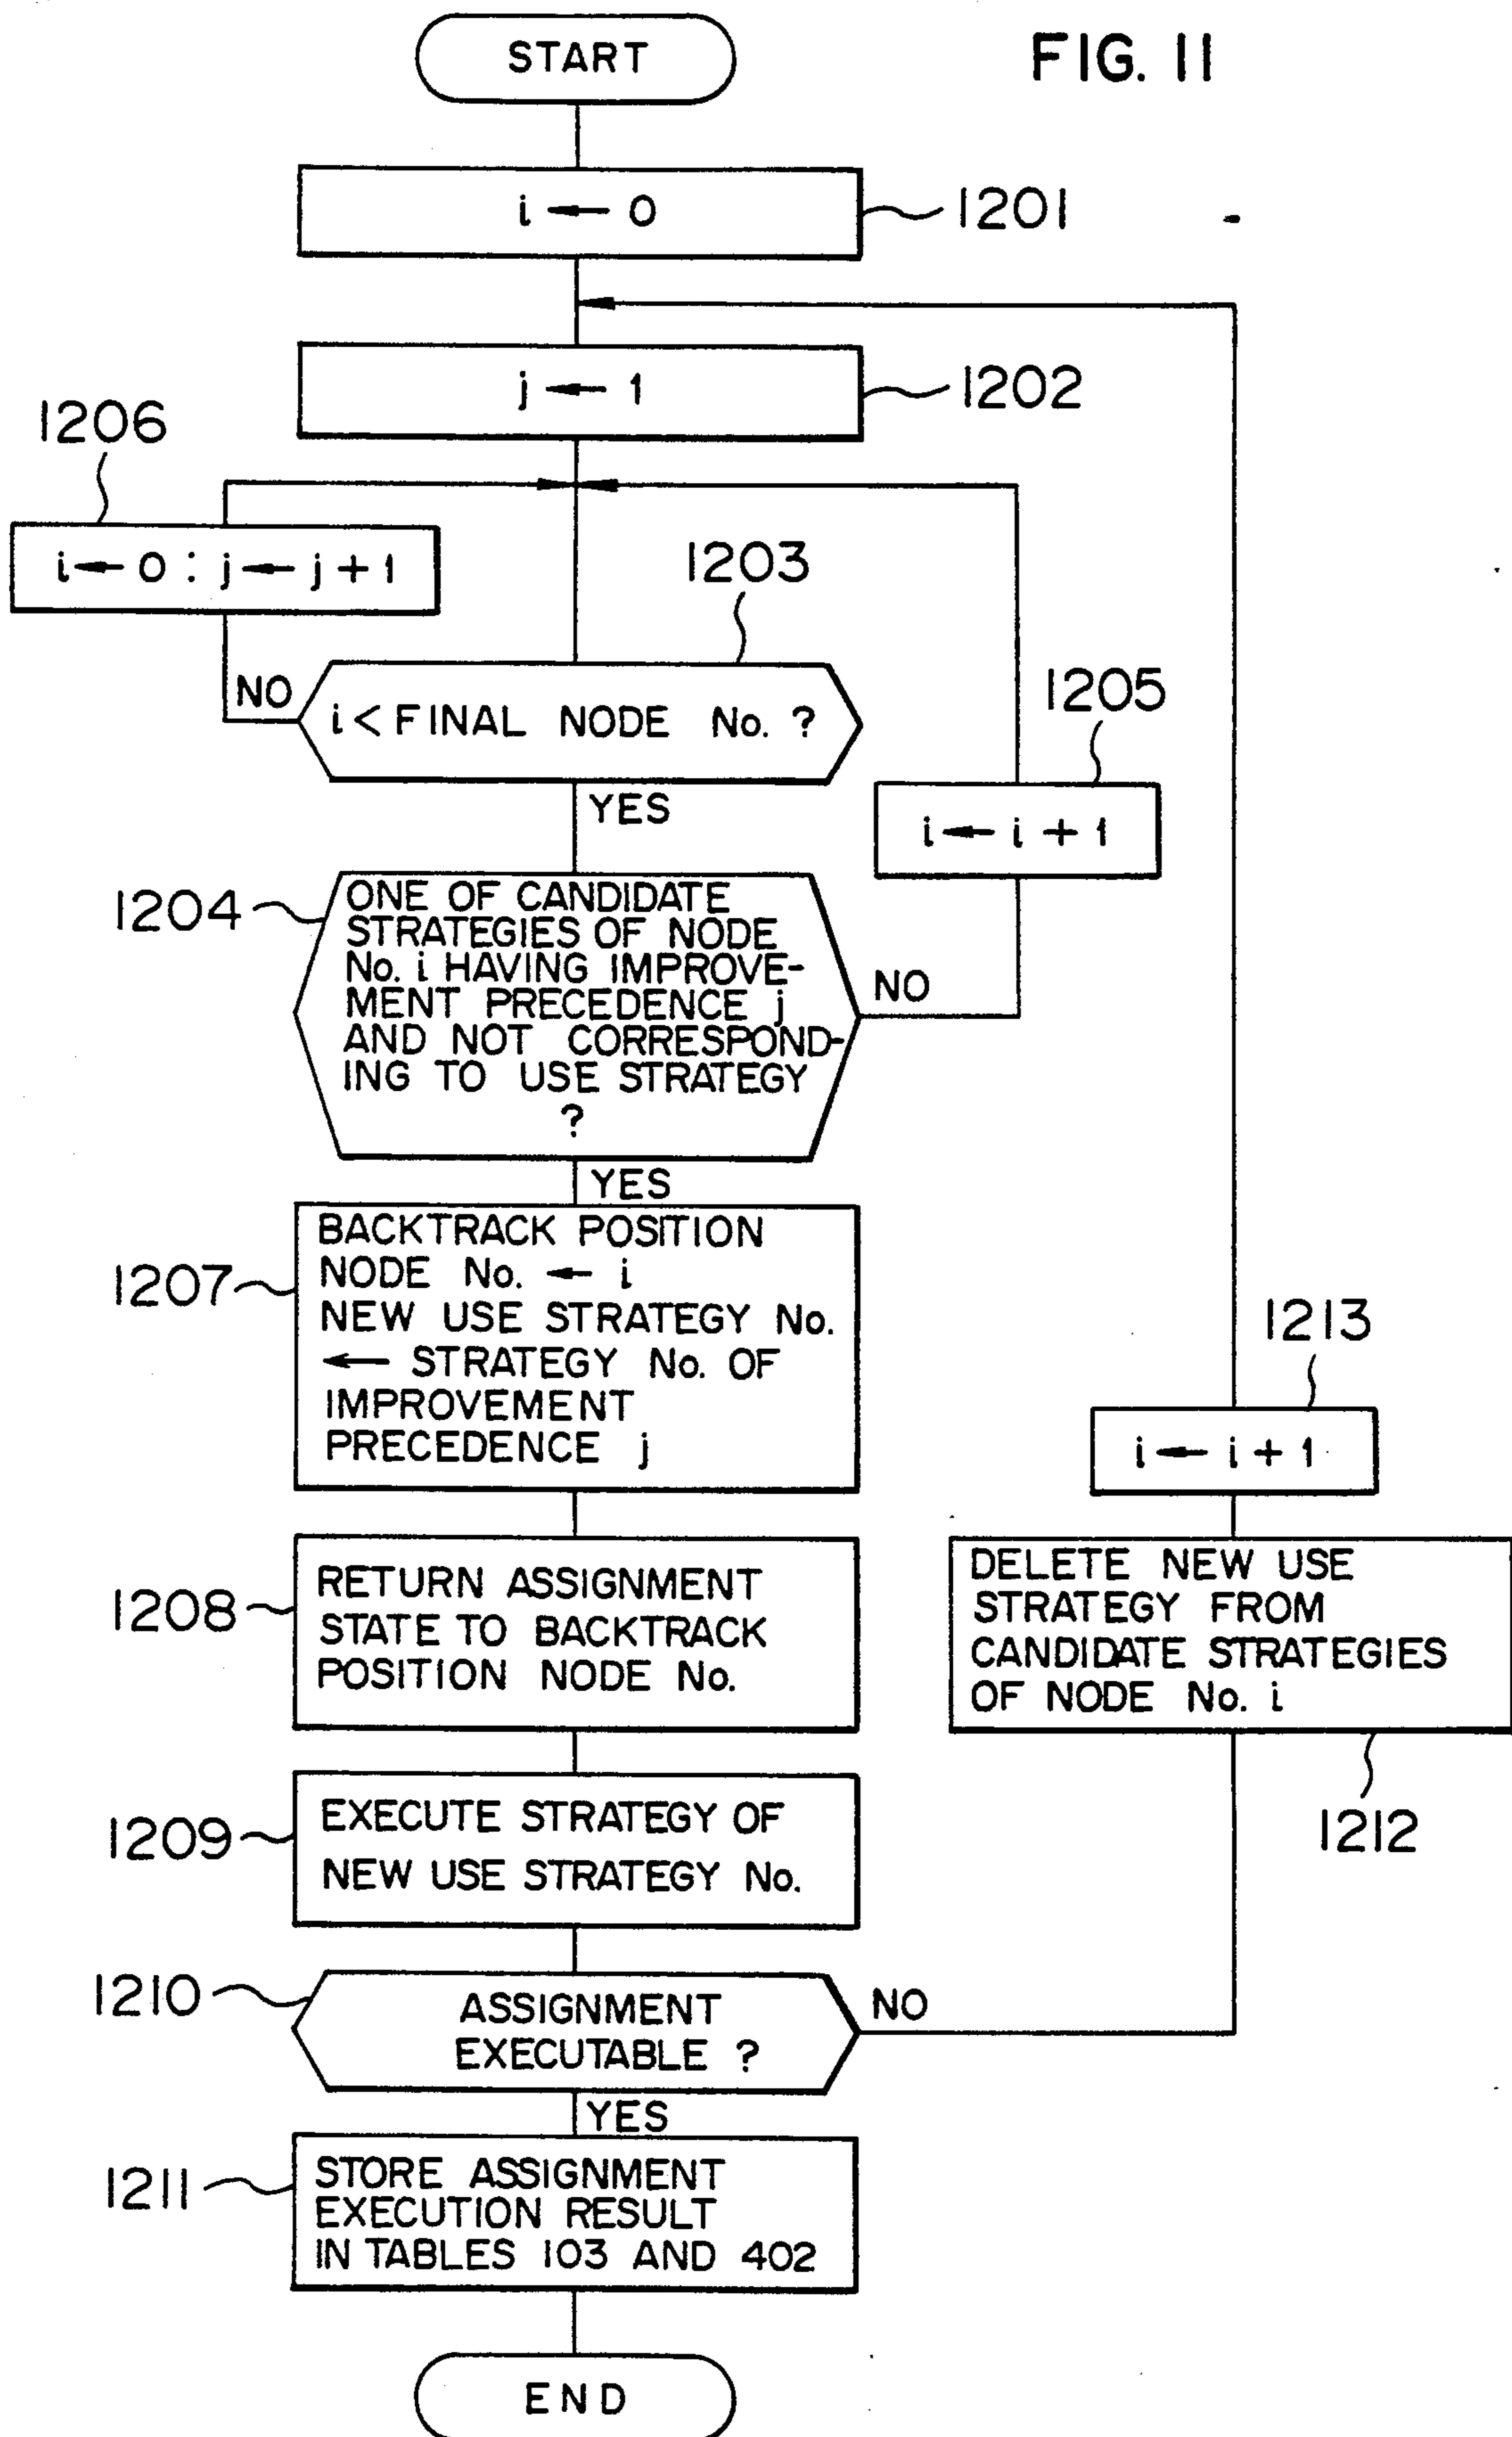 START
FIG. 11
i ← 0
1201
j ← 1
1202
1206
i ← 0 : j ← j + 1
1203
NO
i < FINAL NODE No. ?
1205
YES
i ← i + 1
1204
ONE OF CANDIDATE
STRATEGIES OF NODE
No. i HAVING IMPROVE-
MENT PRECEDENCE j
AND NOT CORRESPOND-
ING TO USE STRATEGY
?
NO
YES
1207
BACKTRACK POSITION
NODE No. ← i
NEW USE STRATEGY No.
← STRATEGY No. OF
IMPROVEMENT
PRECEDENCE j
1213
i ← i + 1
1208
RETURN ASSIGNMENT
STATE TO BACKTRACK
POSITION NODE No.
DELETE NEW USE
STRATEGY FROM
CANDIDATE STRATEGIES
OF NODE No. i
1212
1209
EXECUTE STRATEGY OF
NEW USE STRATEGY No.
1210
ASSIGNMENT
EXECUTABLE ?
NO
YES
1211
STORE ASSIGNMENT
EXECUTION RESULT
IN TABLES 103 AND 402
END